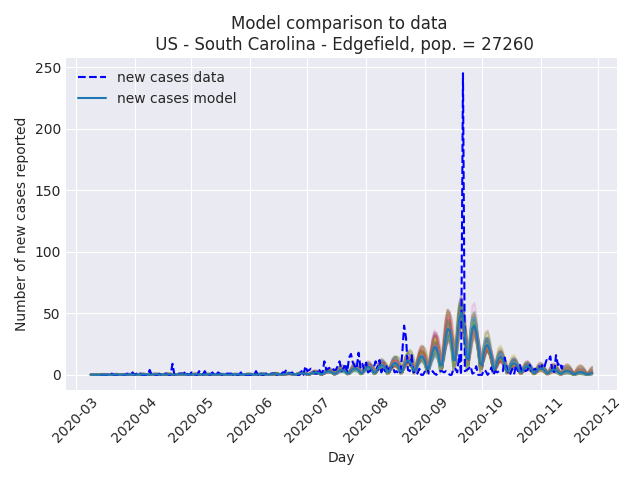 Model comparison to data
US - South Carolina - Edgefield, pop. = 27260
new cases data
new cases model
Number of new cases reported
250
200
150
100
50
0
2020-03
2020-04
2020-05
2020-06
2020-07
2020-08
2020-09
2020-10
2020-11
2020-12
Day